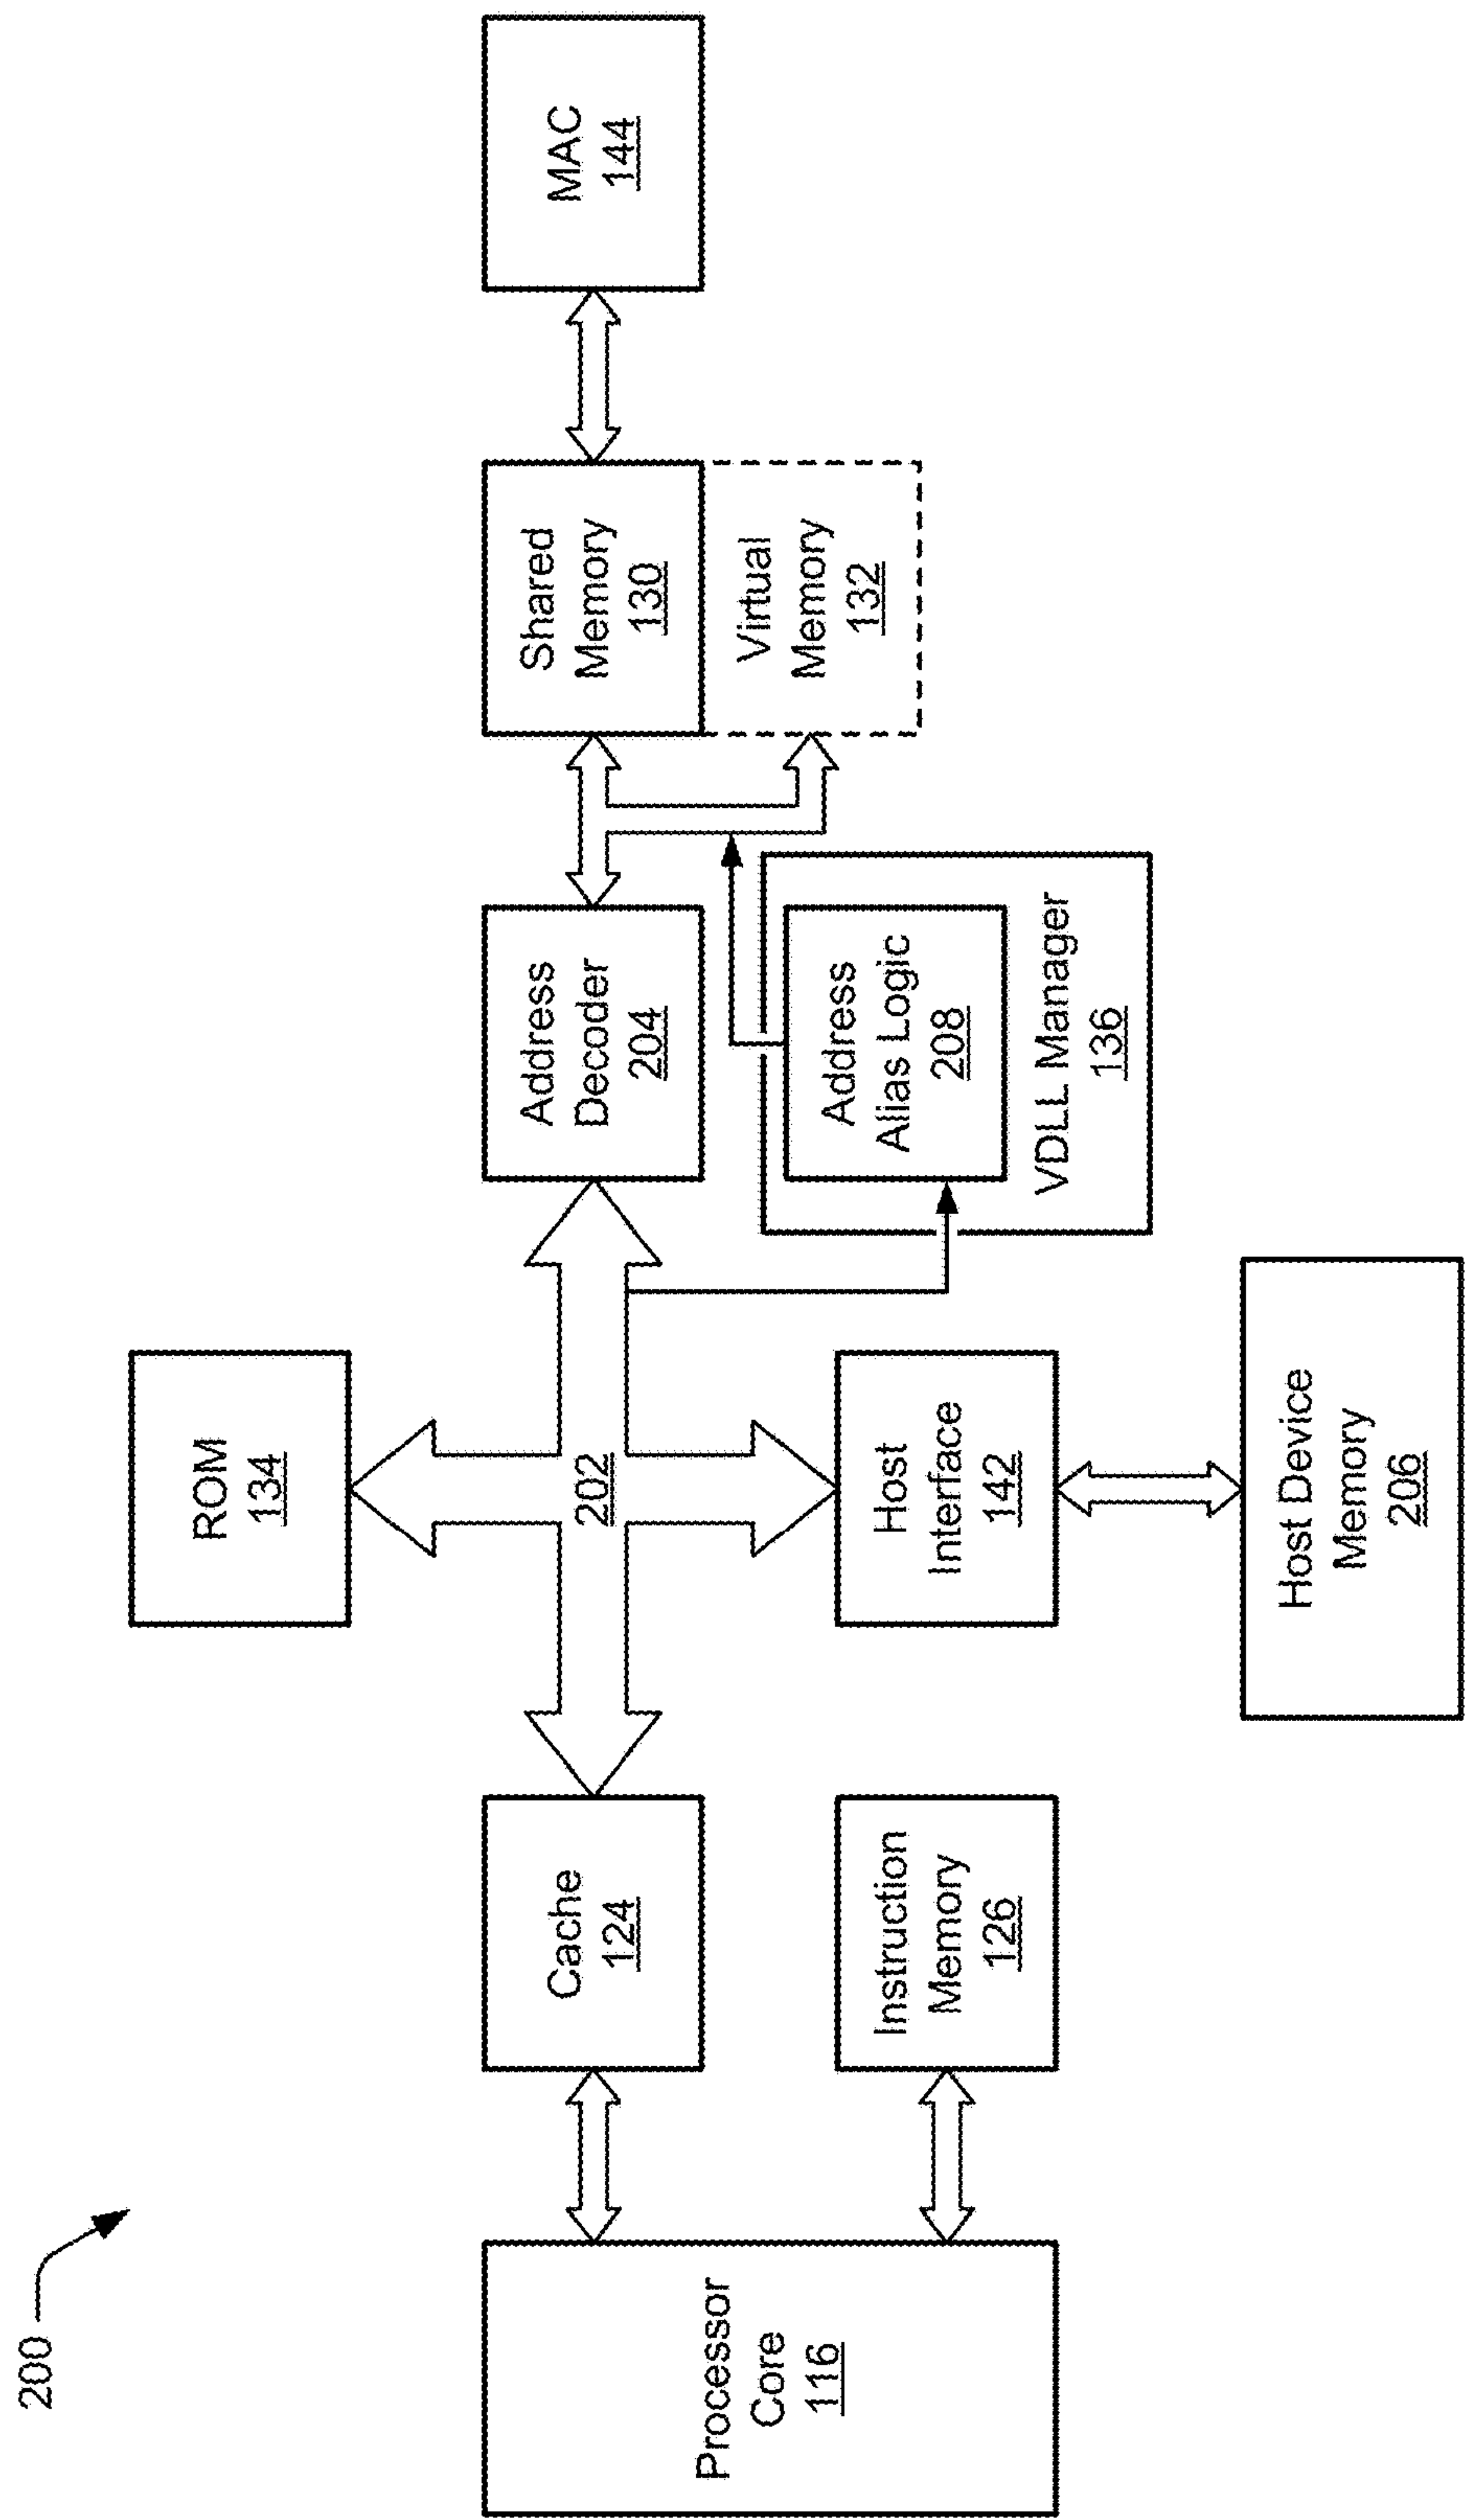 200
ROM
134
Processor
Core
116
Cache
124
202
Address
Decoder
204
Shared
Memory
130
MAC
144
Instruction
Memory
126
Host
Interface
142
Address
Alias Logic
208
VDLL Manager
136
Virtual
Memory
132
Host Device
Memory
206